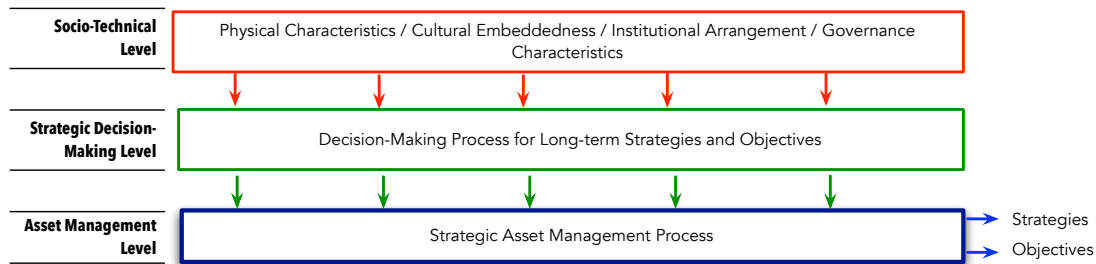 Socio-Technical
Level
Physical Characteristics / Cultural Embeddedness / Institutional Arrangement / Governance
Characteristics
Strategic Decision-
Making Level
Decision-Making Process for Long-term Strategies and Objectives
Asset Management
Level
Strategic Asset Management Process
Strategies
Objectives